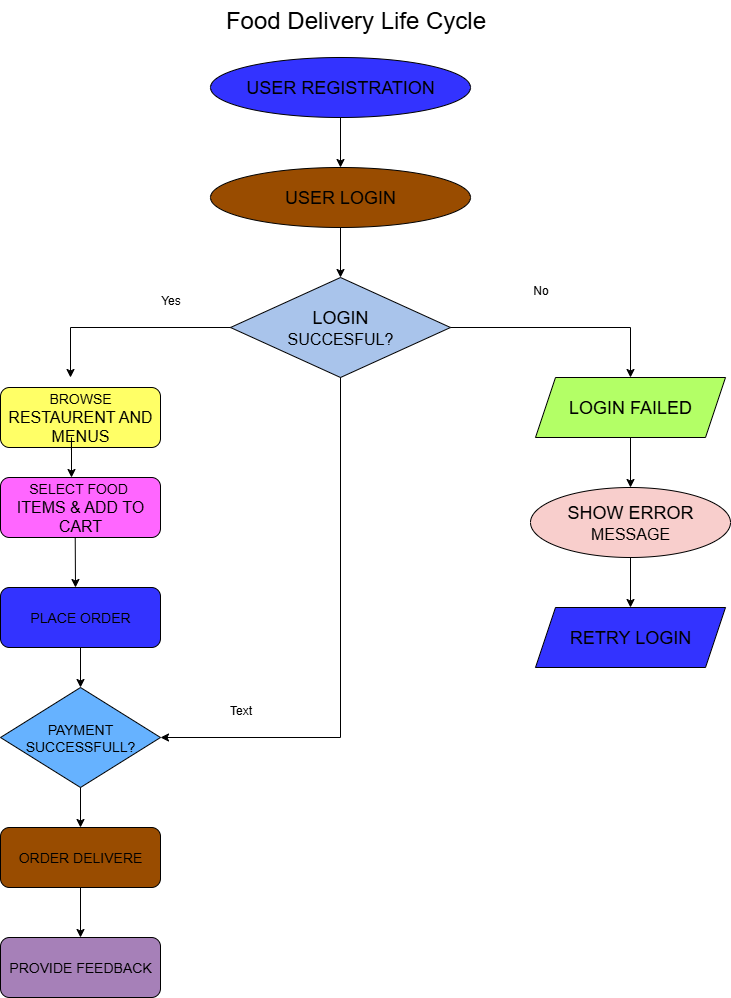 Food Delivery Life Cycle
USER REGISTRATION
USER LOGIN
LOGIN
SUCCESFUL?
Yes
No
BROWSE
RESTAURENT AND
MENUS
LOGIN FAILED
SELECT FOOD
ITEMS & ADD TO
CART
SHOW ERROR
MESSAGE
PLACE ORDER
RETRY LOGIN
Text
PAYMENT
SUCCESSFULL?
ORDER DELIVERE
PROVIDE FEEDBACK